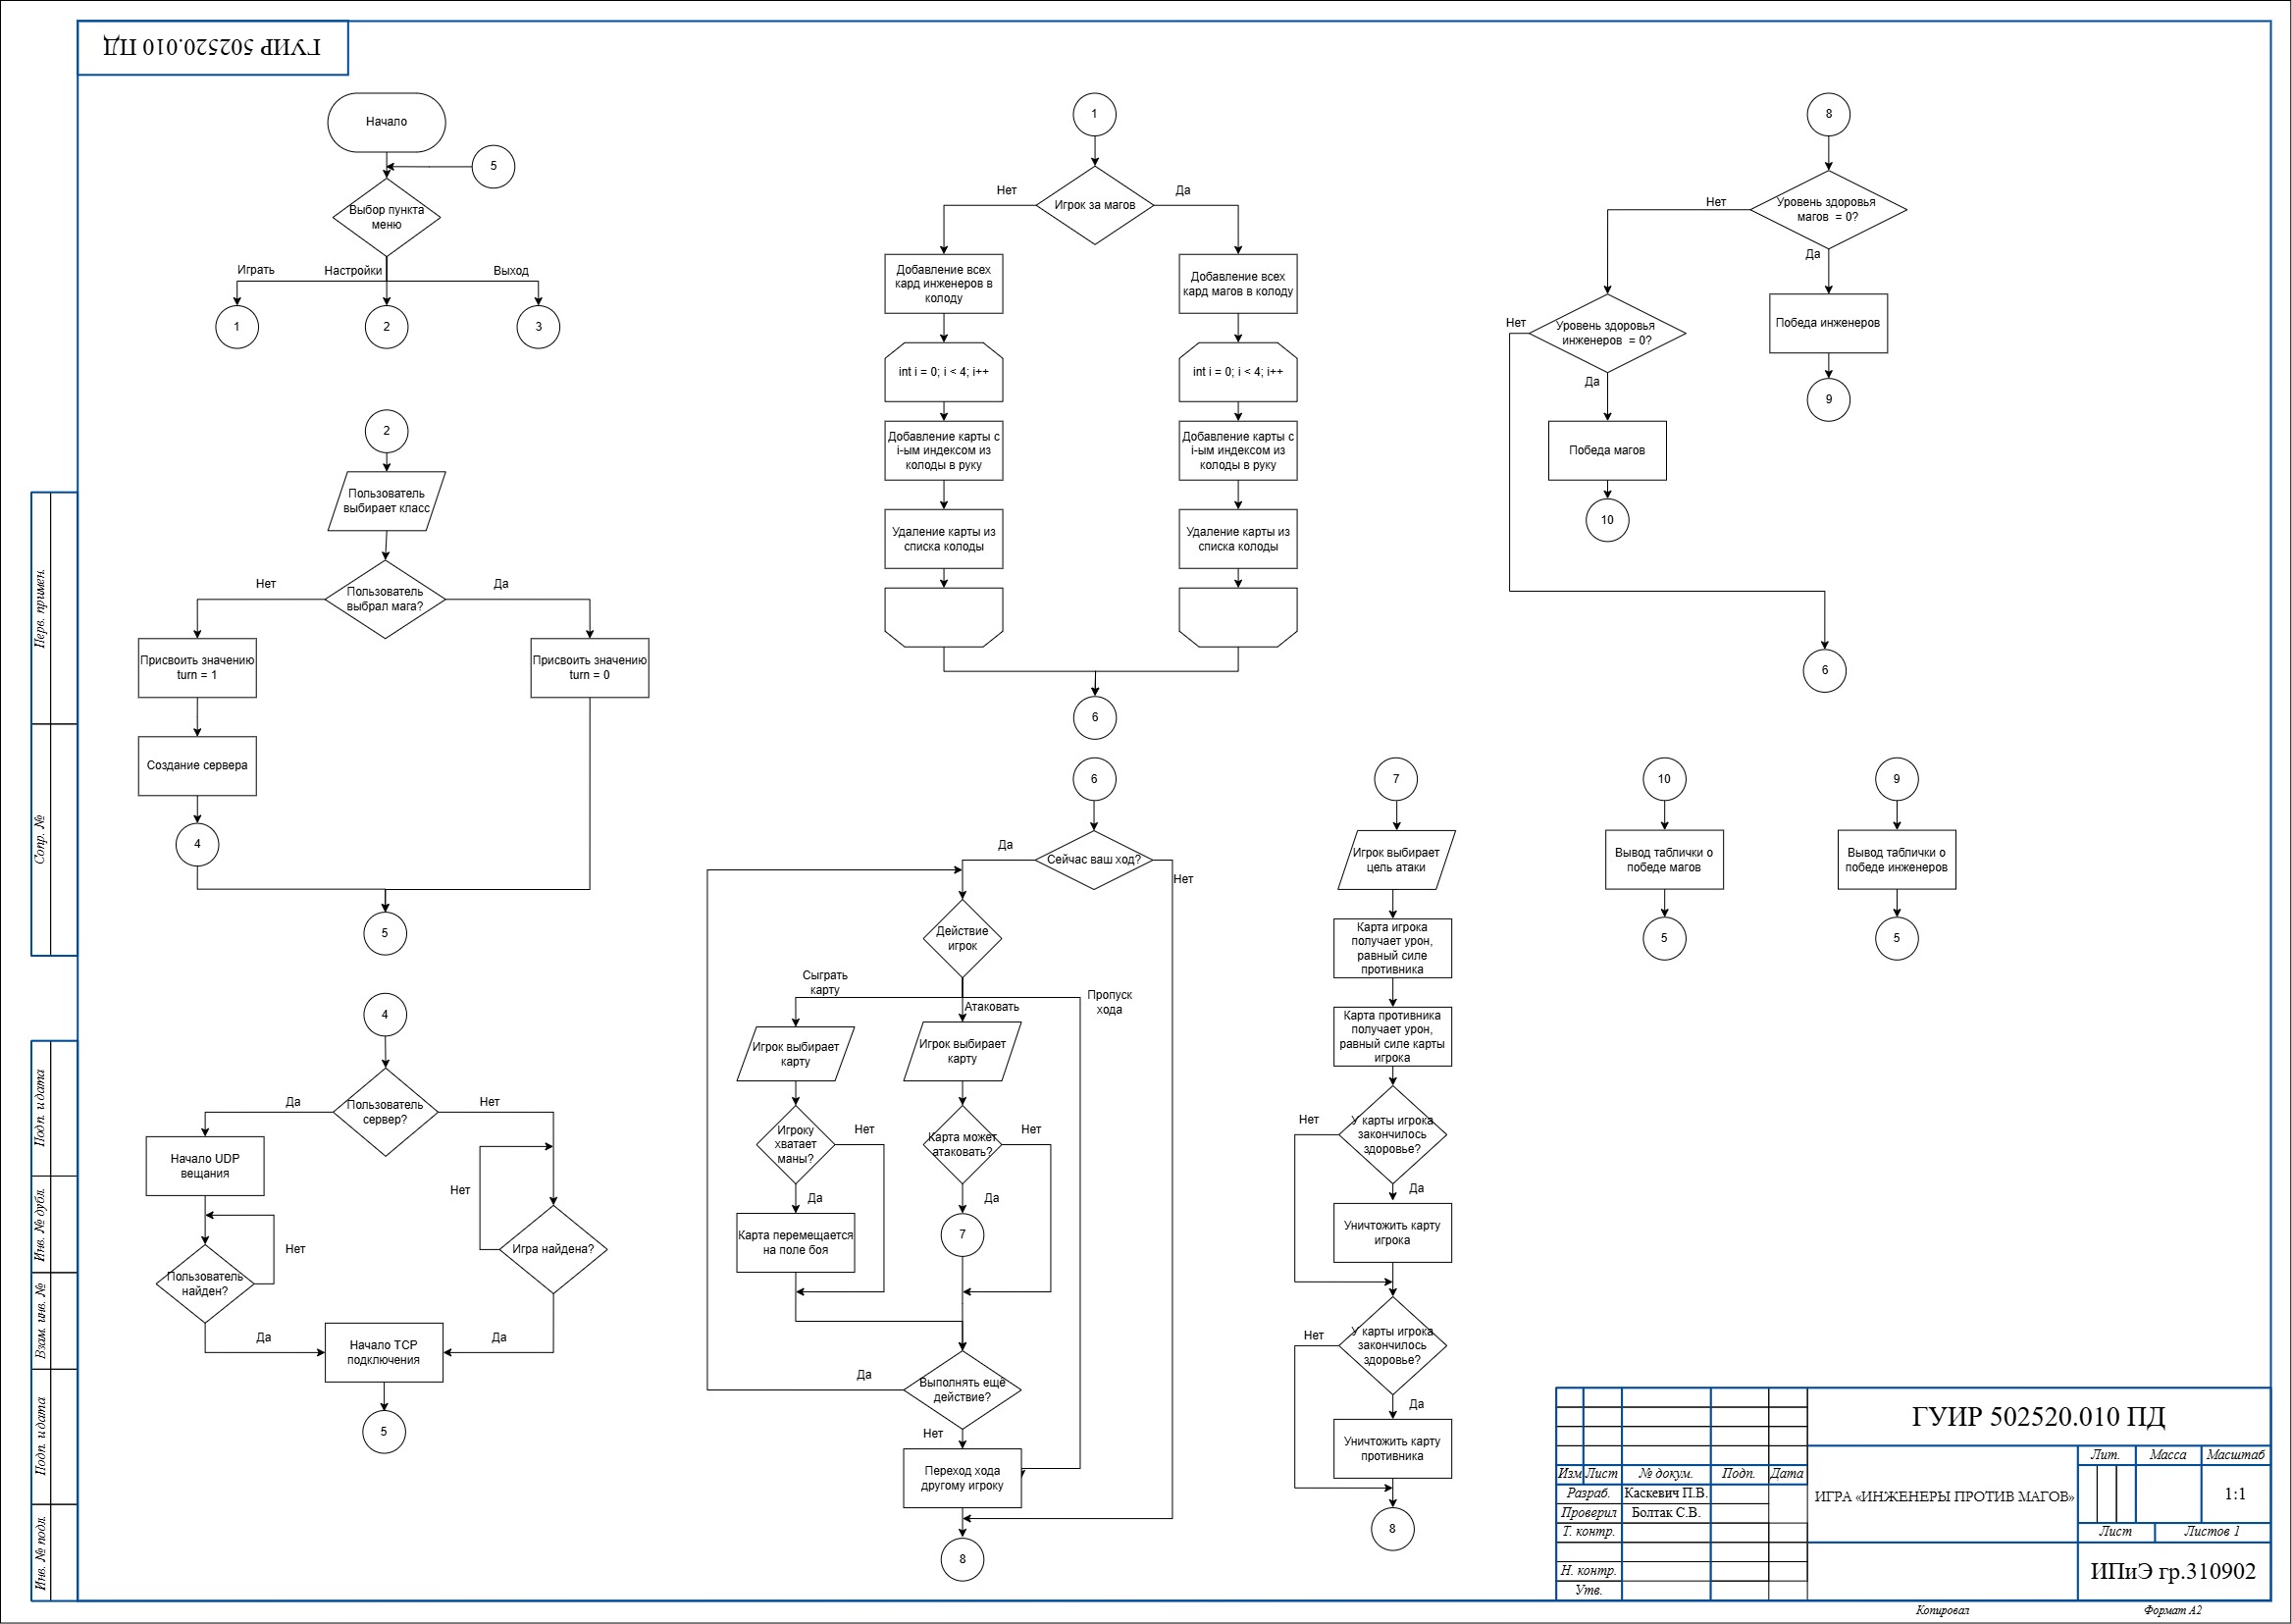 ГУИР 502520.010 ПД
Начало
5
Выбор пункта
меню
Играть
Настройки
Выход
1
2
3
2
Пользователь
выбирает класс
Пользователь
выбрал мага?
Нет
Да
Присвоить значению
turn = 1
Присвоить значению
turn = 0
Создание сервера
4
5
4
Пользователь
сервер?
Да
Нет
Начало UDP
вещания
Нет
Нет
Пользователь
найден?
Игра найдена?
Да
Да
Начало TCP
подключения
5
1
Игрок за магов
Нет
Да
Добавление всех
кард инженеров в
колоду
Добавление всех
кард магов в колоду
int i = 0; i < 4; i++
int i = 0; i < 4; i++
Добавление карты с
i-ым индексом из
колоды в руку
Добавление карты с
i-ым индексом из
колоды в руку
Удаление карты из
списка колоды
Удаление карты из
списка колоды
6
6
Сейчас ваш ход?
Да
Нет
Действие
игрок
Сыграть
карту
Атаковать
Пропуск
хода
Игрок выбирает
карту
Игрок выбирает
карту
Игроку
хватает
маны?
Нет
Карта может
атаковать?
Нет
Да
Да
Карта перемещается
на поле боя
7
Выполнять еще
действие?
Да
Нет
Переход хода
другому игроку
8
7
Игрок выбирает
цель атаки
Карта игрока
получает урон,
равный силе
противника
Карта противника
получает урон,
равный силе карты
игрока
У карты игрока
закончилось
здоровье?
Нет
Да
Уничтожить карту
игрока
У карты игрока
закончилось
здоровье?
Нет
Да
Уничтожить карту
противника
8
8
Уровень здоровья
магов = 0?
Нет
Да
Победа инженеров
9
Уровень здоровья
инженеров = 0?
Нет
Да
Победа магов
10
6
10
Вывод таблички о
победе магов
5
9
Вывод таблички о
победе инженеров
5
Перв. примен.
Сопр. №
Подп. и дата
Инв. № дубл.
Взам. инв. №
Подп. и дата
Инв. № подл.
ГУИР 502520.010 ПД
Изм Лист № докум. Подп. Дата
Разраб. Каскевич П.В.
Проверил Болтак С.В.
Т. контр.
Н. контр.
Утв.
ИГРА «ИНЖЕНЕРЫ ПРОТИВ МАГОВ»
Лит. Масса Масштаб
1:1
Лист Листов 1
ИПиЭ гр.310902
Копировал Формат А2